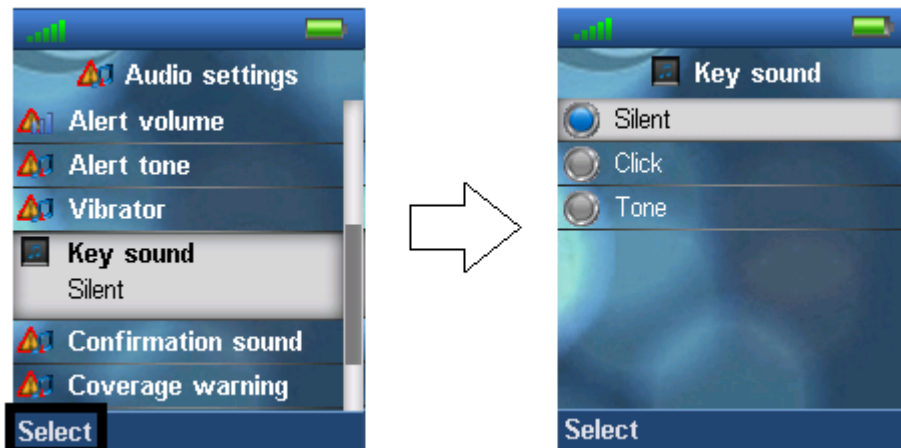 Audio settings
Alert volume
Alert tone
Vibrator
Key sound
Silent
Confirmation sound
Coverage warning
Select
Key sound
Silent
Click
Tone
Select